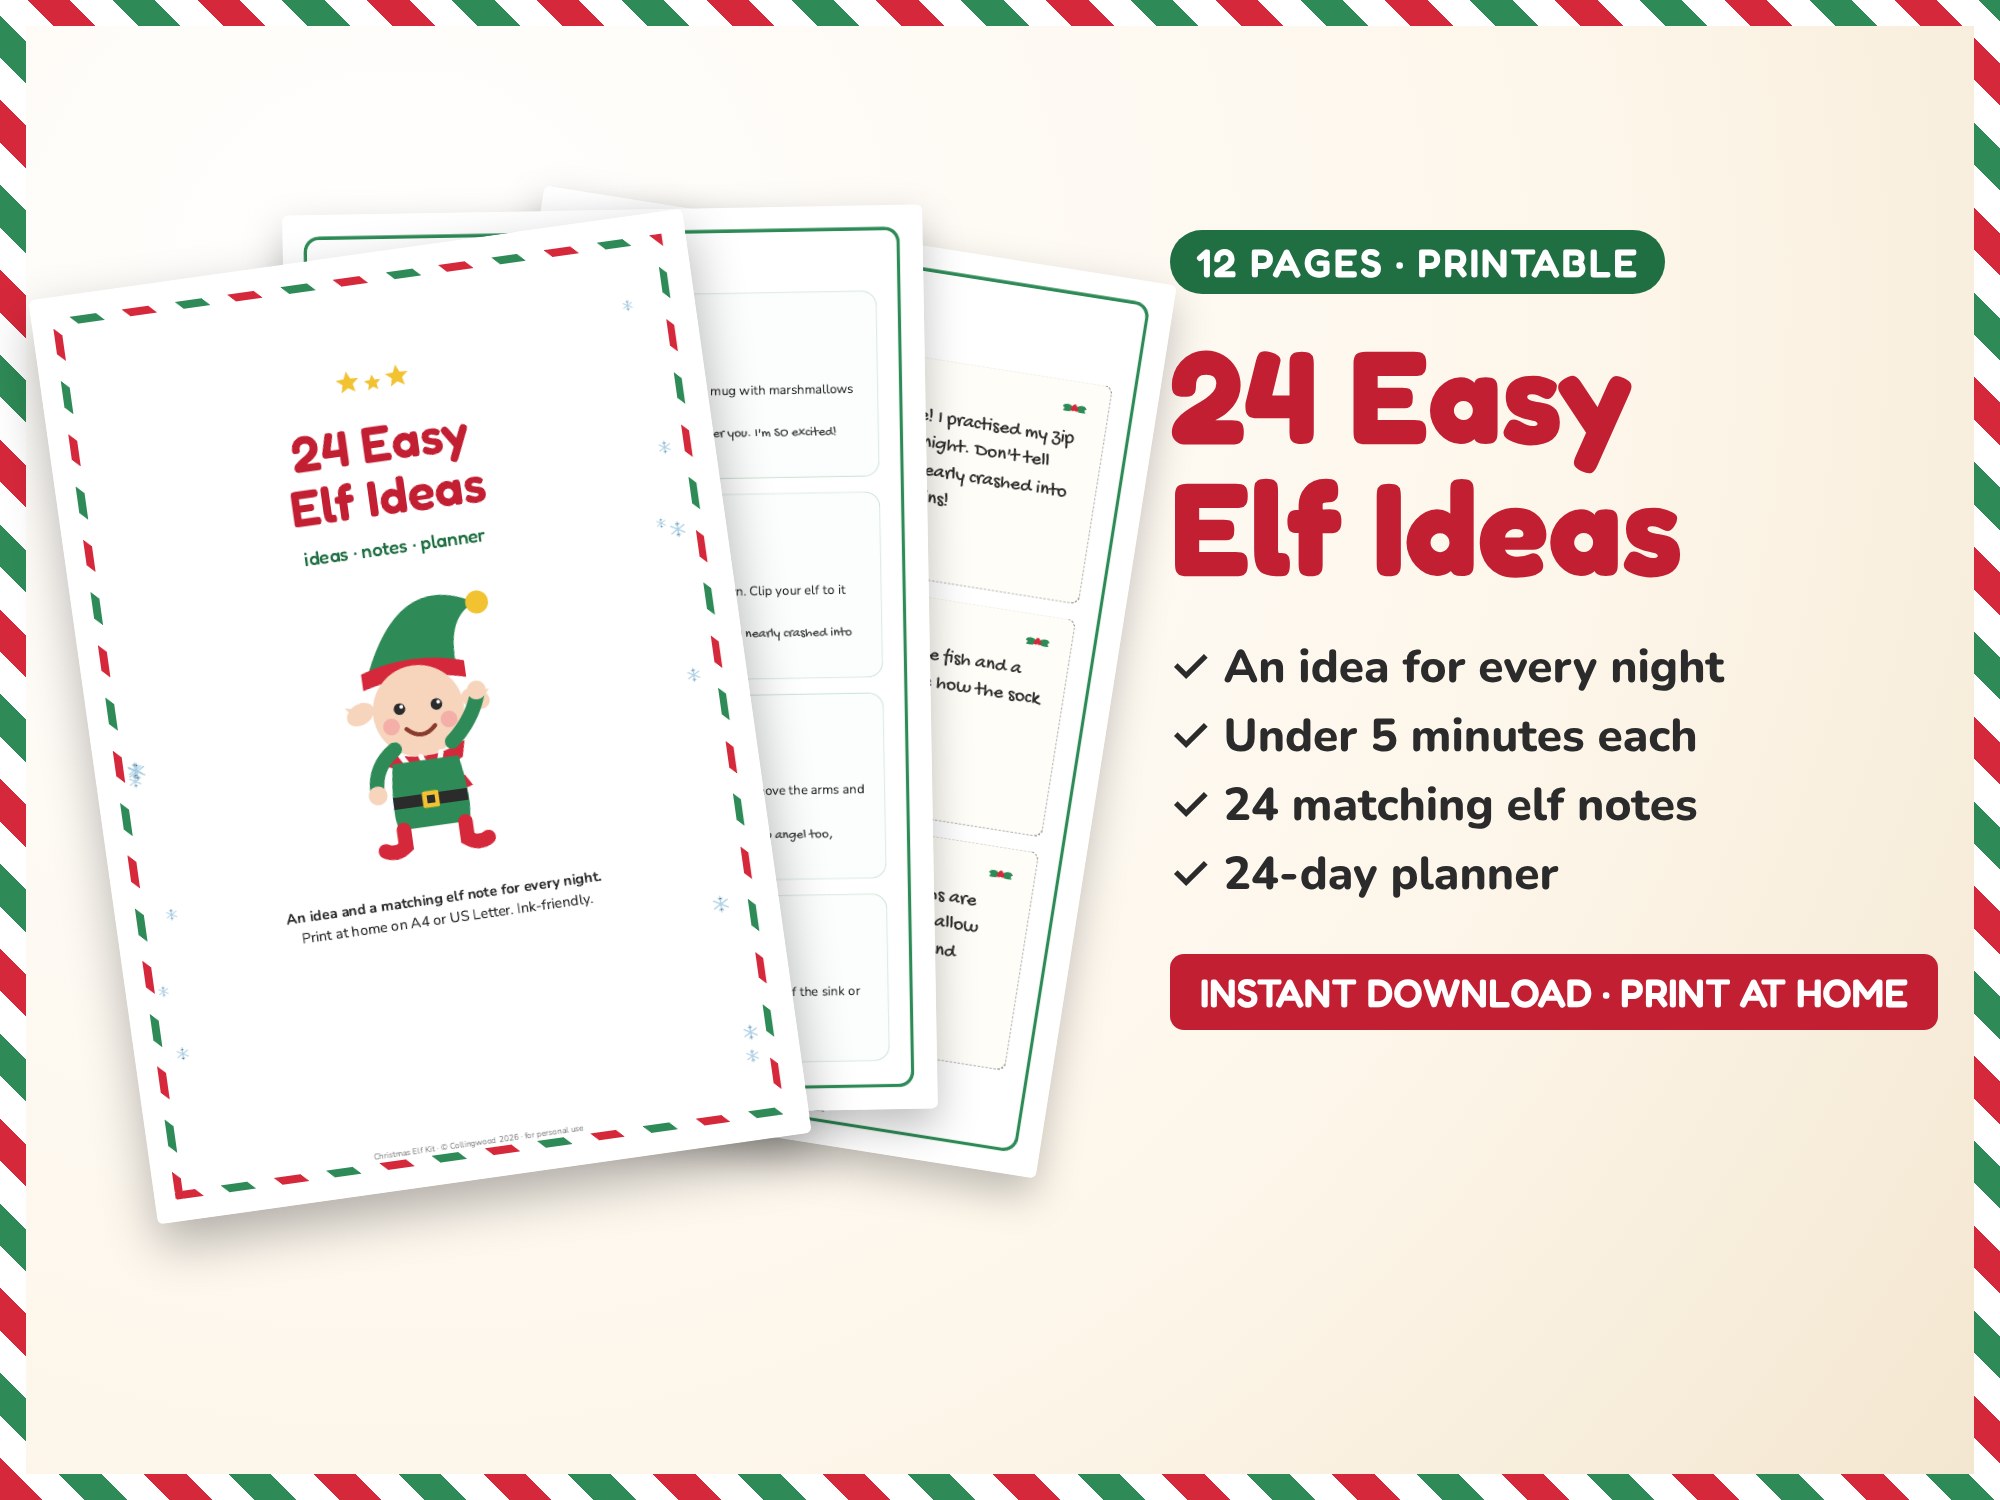 24 Easy
Elf Ideas
ideas · notes · planner
An idea and a matching elf note for every night.
Print at home on A4 or US Letter. Ink-friendly.
Christmas Elf Kit · © Collingwood 2026 · for personal use
mug with marshmallows
er you. I'm SO excited!
n. Clip your elf to it
nearly crashed into
ove the arms and
angel too,
f the sink or
e! I practised my zip
night. Don't tell
early crashed into
ns!
e fish and a
how the sock
ns are
allow
nd
12 PAGES · PRINTABLE
24 Easy
Elf Ideas
✓ An idea for every night
✓ Under 5 minutes each
✓ 24 matching elf notes
✓ 24-day planner
INSTANT DOWNLOAD · PRINT AT HOME